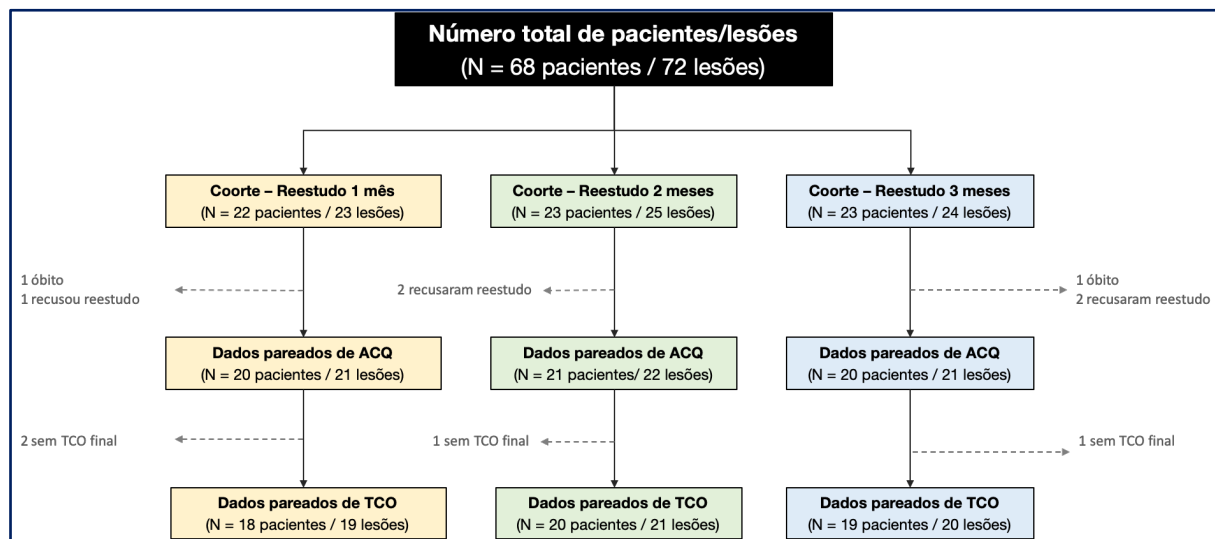 Número total de pacientes/lesões
(N = 68 pacientes / 72 lesões)
Coorte – Reestudo 1 mês
(N = 22 pacientes / 23 lesões)
Coorte – Reestudo 2 meses
(N = 23 pacientes / 25 lesões)
Coorte – Reestudo 3 meses
(N = 23 pacientes / 24 lesões)
1 óbito
1 recusou reestudo
2 recusaram reestudo
1 óbito
2 recusaram reestudo
Dados pareados de ACQ
(N = 20 pacientes / 21 lesões)
Dados pareados de ACQ
(N = 21 pacientes/ 22 lesões)
Dados pareados de ACQ
(N = 20 pacientes / 21 lesões)
2 sem TCO final
1 sem TCO final
1 sem TCO final
Dados pareados de TCO
(N = 18 pacientes / 19 lesões)
Dados pareados de TCO
(N = 20 pacientes / 21 lesões)
Dados pareados de TCO
(N = 19 pacientes / 20 lesões)